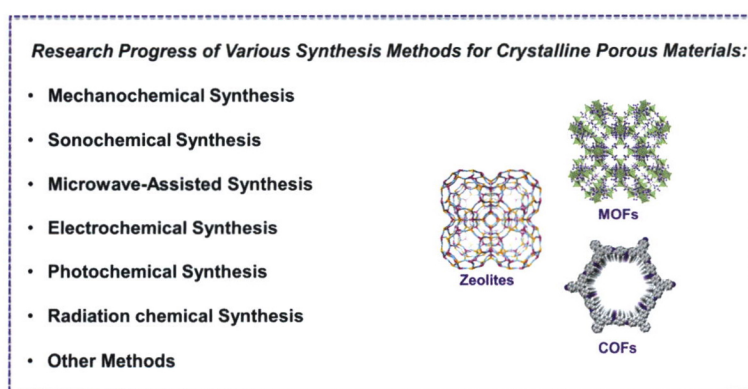 Research Progress of Various Synthesis Methods for Crystalline Porous Materials:
• Mechanochemical Synthesis
• Sonochemical Synthesis
• Microwave-Assisted Synthesis
• Electrochemical Synthesis
• Photochemical Synthesis
• Radiation chemical Synthesis
• Other Methods
MOFs
Zeolites
COFs